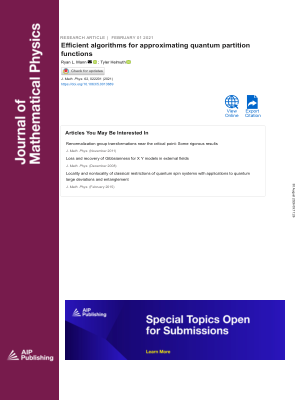 Journal of
Mathematical Physics
AIP
Publishing
RESEARCH ARTICLE | FEBRUARY 01 2021
Efficient algorithms for approximating quantum partition
functions
Ryan L. Mann; Tyler Helmuth
Check for updates
J. Math. Phys. 62, 022201 (2021)
View
Online
Export
Citation
Articles You May Be Interested In
Renormalization group transformations near the critical point: Some rigorous results
J. Math. Phys. (November 2011)
Loss and recovery of Gibbsianness for X Y models in external fields
J. Math. Phys. (December 2008)
Locality and nonlocality of classical restrictions of quantum spin systems with applications to quantum
large deviations and entanglement
J. Math. Phys. (February 2015)
AIP
Publishing
Special Topics Open
for Submissions
Learn More